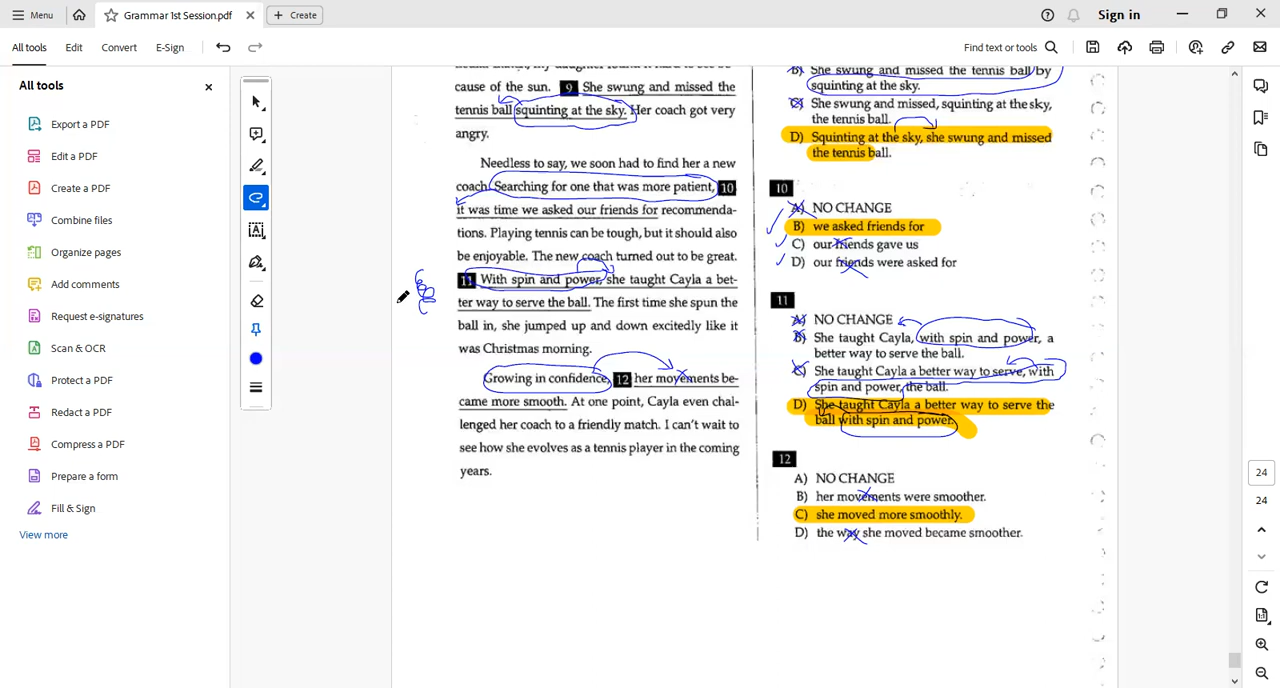 Menu
Grammar 1st Session.pdf
Create
Sign in
All tools
Edit
Convert
E-Sign
Find text or tools
All tools
Export a PDF
Edit a PDF
Create a PDF
Combine files
Organize pages
Add comments
Request e-signatures
Scan & OCR
Protect a PDF
Redact a PDF
Compress a PDF
Prepare a form
Fill & Sign
View more
cause of the sun. 9 She swung and missed the
tennis ball squinting at the sky. Her coach got very
angry.
Needless to say, we soon had to find her a new
coach. Searching for one that was more patient, 10
it was time we asked our friends for recommenda-
tions. Playing tennis can be tough, but it should also
be enjoyable. The new coach turned out to be great.
11 With spin and power, she taught Cayla a bet-
ter way to serve the ball. The first time she spun the
ball in, she jumped up and down excitedly like it
was Christmas morning.
Growing in confidence, 12 her movements be-
came more smooth. At one point, Cayla even chal-
lenged her coach to a friendly match. I can't wait to
see how she evolves as a tennis player in the coming
years.
B) She swung and missed the tennis ball by
squinting at the sky.
C) She swung and missed, squinting at the sky,
the tennis ball.
D) Squinting at the sky, she swung and missed
the tennis ball.
10
A) NO CHANGE
B) we asked friends for
C) our friends gave us
D) our friends were asked for
11
A) NO CHANGE
B) She taught Cayla, with spin and power, a
better way to serve the ball.
C) She taught Cayla a better way to serve, with
spin and power, the ball.
D) She taught Cayla a better way to serve the
ball with spin and power.
12
A) NO CHANGE
B) her movements were smoother.
C) she moved more smoothly.
D) the way she moved became smoother.
24
24